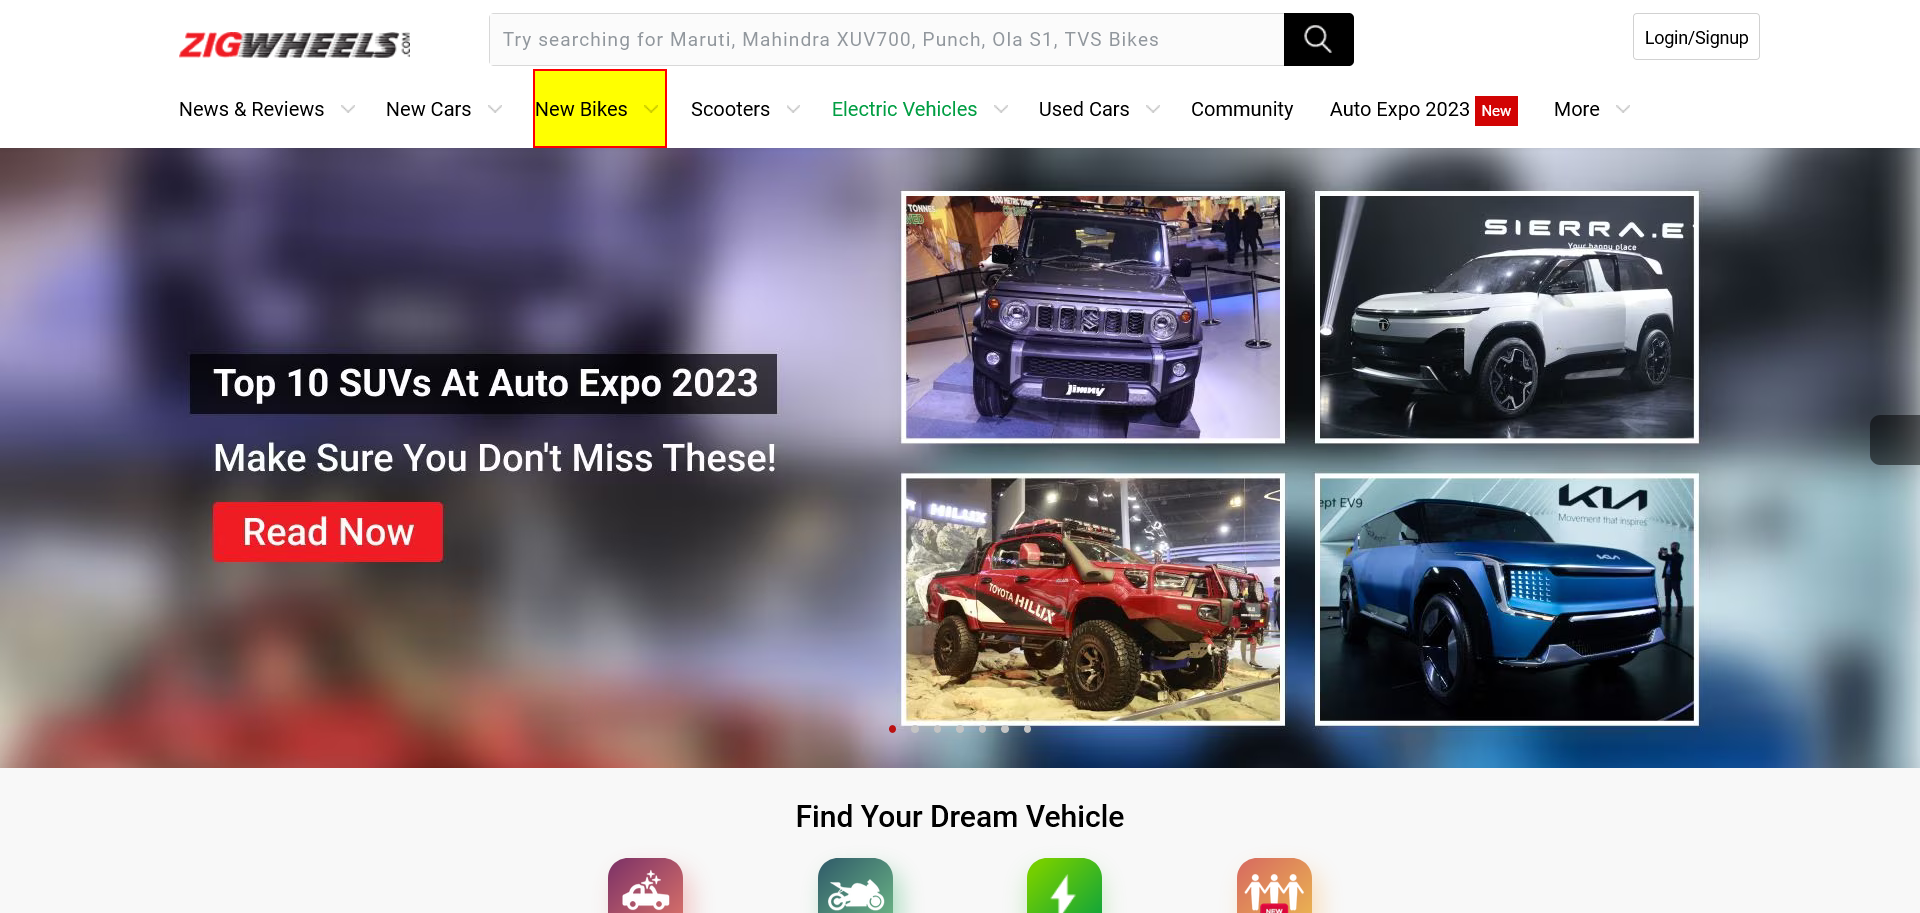 ZIGWHEELS.COM
Try searching for Maruti, Mahindra XUV700, Punch, Ola S1, TVS Bikes
Login/Signup
News & Reviews
New Cars
New Bikes
Scooters
Electric Vehicles
Used Cars
Community
Auto Expo 2023 New
More
Top 10 SUVs At Auto Expo 2023
Make Sure You Don't Miss These!
Read Now
TONNES
Jimny
SIERRA.E
Your happy place
HILUX
TOYOTA HILUX
ept EV9
KIA
Movement that inspires
Find Your Dream Vehicle
NEW